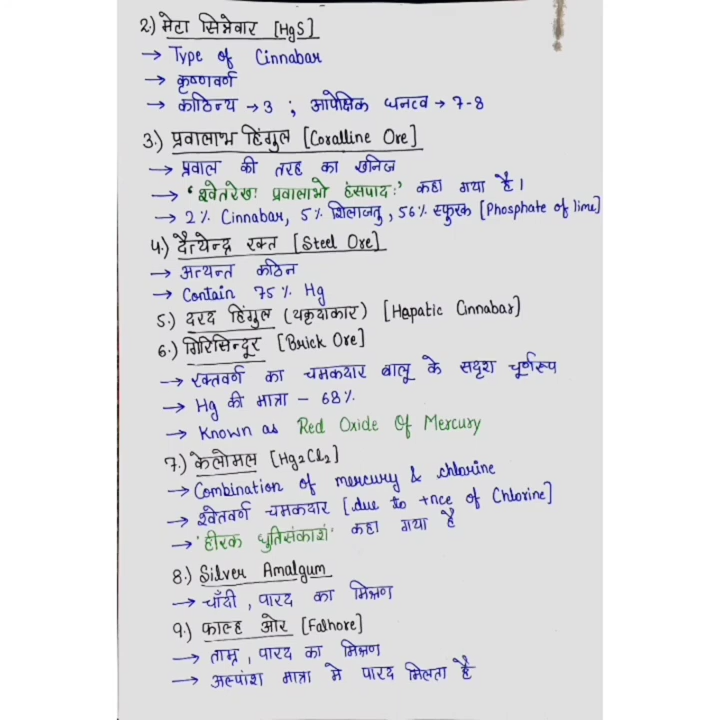 2.) मेटा सिन्नेवार [HgS]
→ Type of Cinnabar
→ कृष्णवर्ण
→ काठिन्य → 3 ; आपेक्षिक घनत्व → 7-8
3.) प्रवालाभ हिंगुल [Coralline Ore]
→ प्रवाल की तरह का खनिज
→ 'श्वेतरेखः प्रवालाभो हंसपादः' कहा गया है।
→ 2% Cinnabar, 5% शिलाजतु, 56% स्फुरक [Phosphate of lime]
4.) दैत्येन्द्र रक्त [Steel Ore]
→ अत्यन्त कठिन
→ Contain 75% Hg
5.) दरद हिंगुल (यकृदाकार) [Hepatic Cinnabar]
6.) गिरिसिन्दूर [Brick Ore]
→ रक्तवर्ण का चमकदार बालू के सदृश चूर्णरूप
→ Hg की मात्रा - 68%
→ Known as Red Oxide Of Mercury
7.) केलोमल [Hg2Cl2]
→ Combination of mercury & chlorine
→ श्वेतवर्ण चमकदार [due to +nce of Chlorine]
→ 'हीरक धुतिसंकाशं' कहा गया है
8.) Silver Amalgum
→ चाँदी, पारद का मिश्रण
9.) फाल्ह ओर [Falhore]
→ ताम्र, पारद का मिश्रण
→ अल्पांश मात्रा मे पारद मिलता है